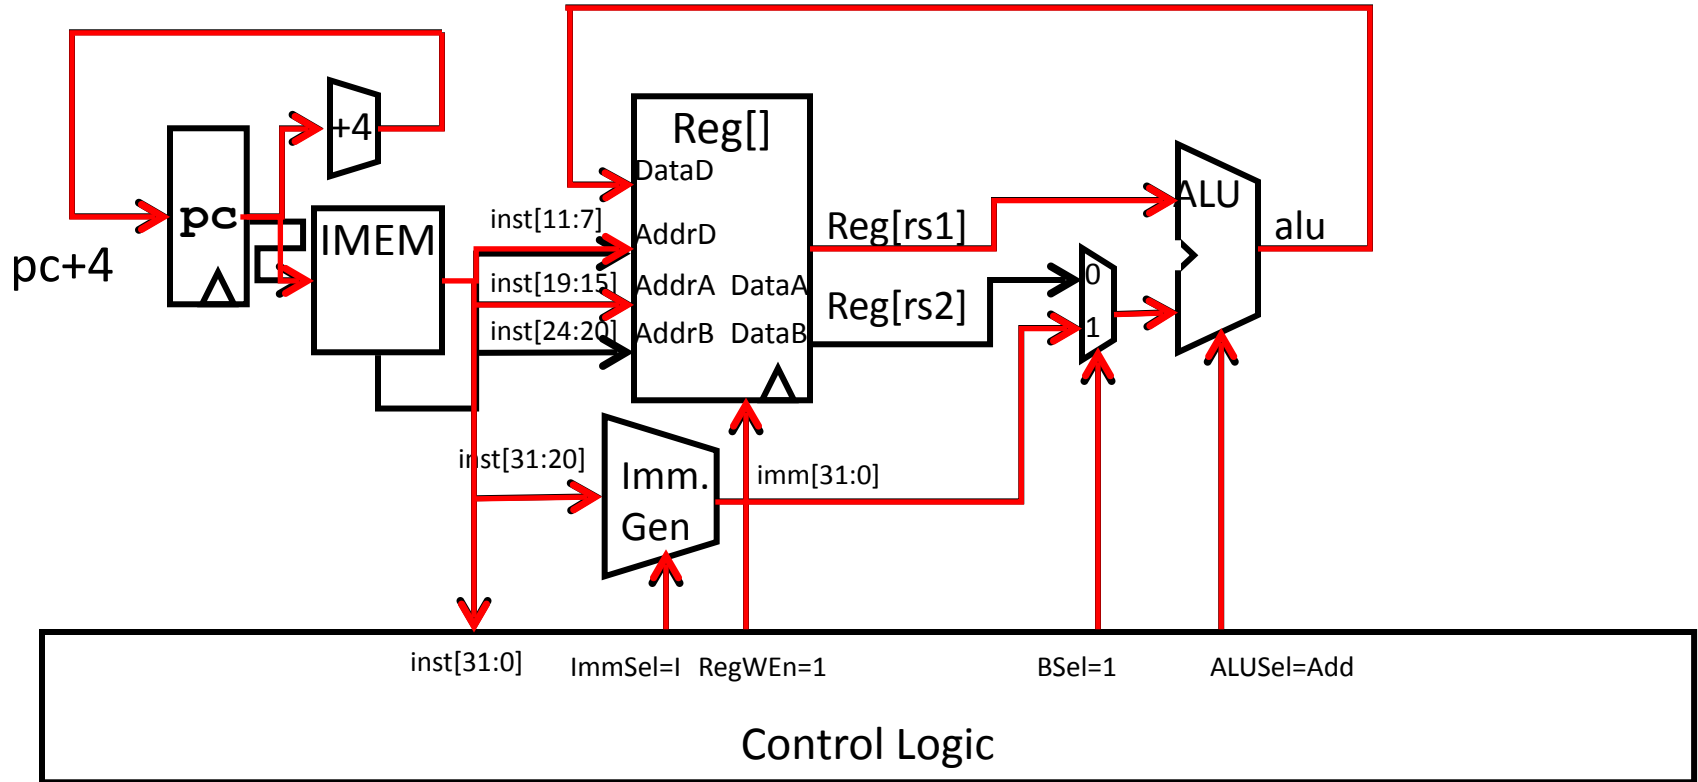 +4
pc
pc+4
IMEM
inst[11:7]
inst[19:15]
inst[24:20]
Reg[]
DataD
AddrD
AddrA
DataA
AddrB
DataB
Reg[rs1]
Reg[rs2]
0
1
ALU
alu
inst[31:20]
Imm.
Gen
imm[31:0]
inst[31:0]
ImmSel=I
RegWEn=1
BSel=1
ALUSel=Add
Control Logic